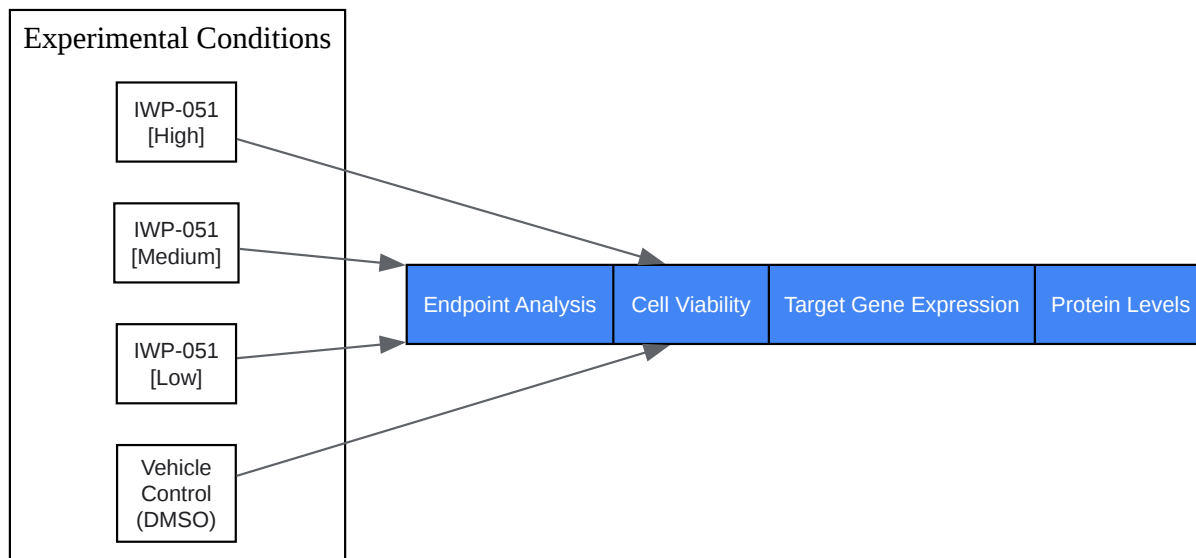 Experimental Conditions
IWP-051
[High]
IWP-051
[Medium]
IWP-051
[Low]
Vehicle
Control
(DMSO)
Endpoint Analysis
Cell Viability
Target Gene Expression
Protein Levels